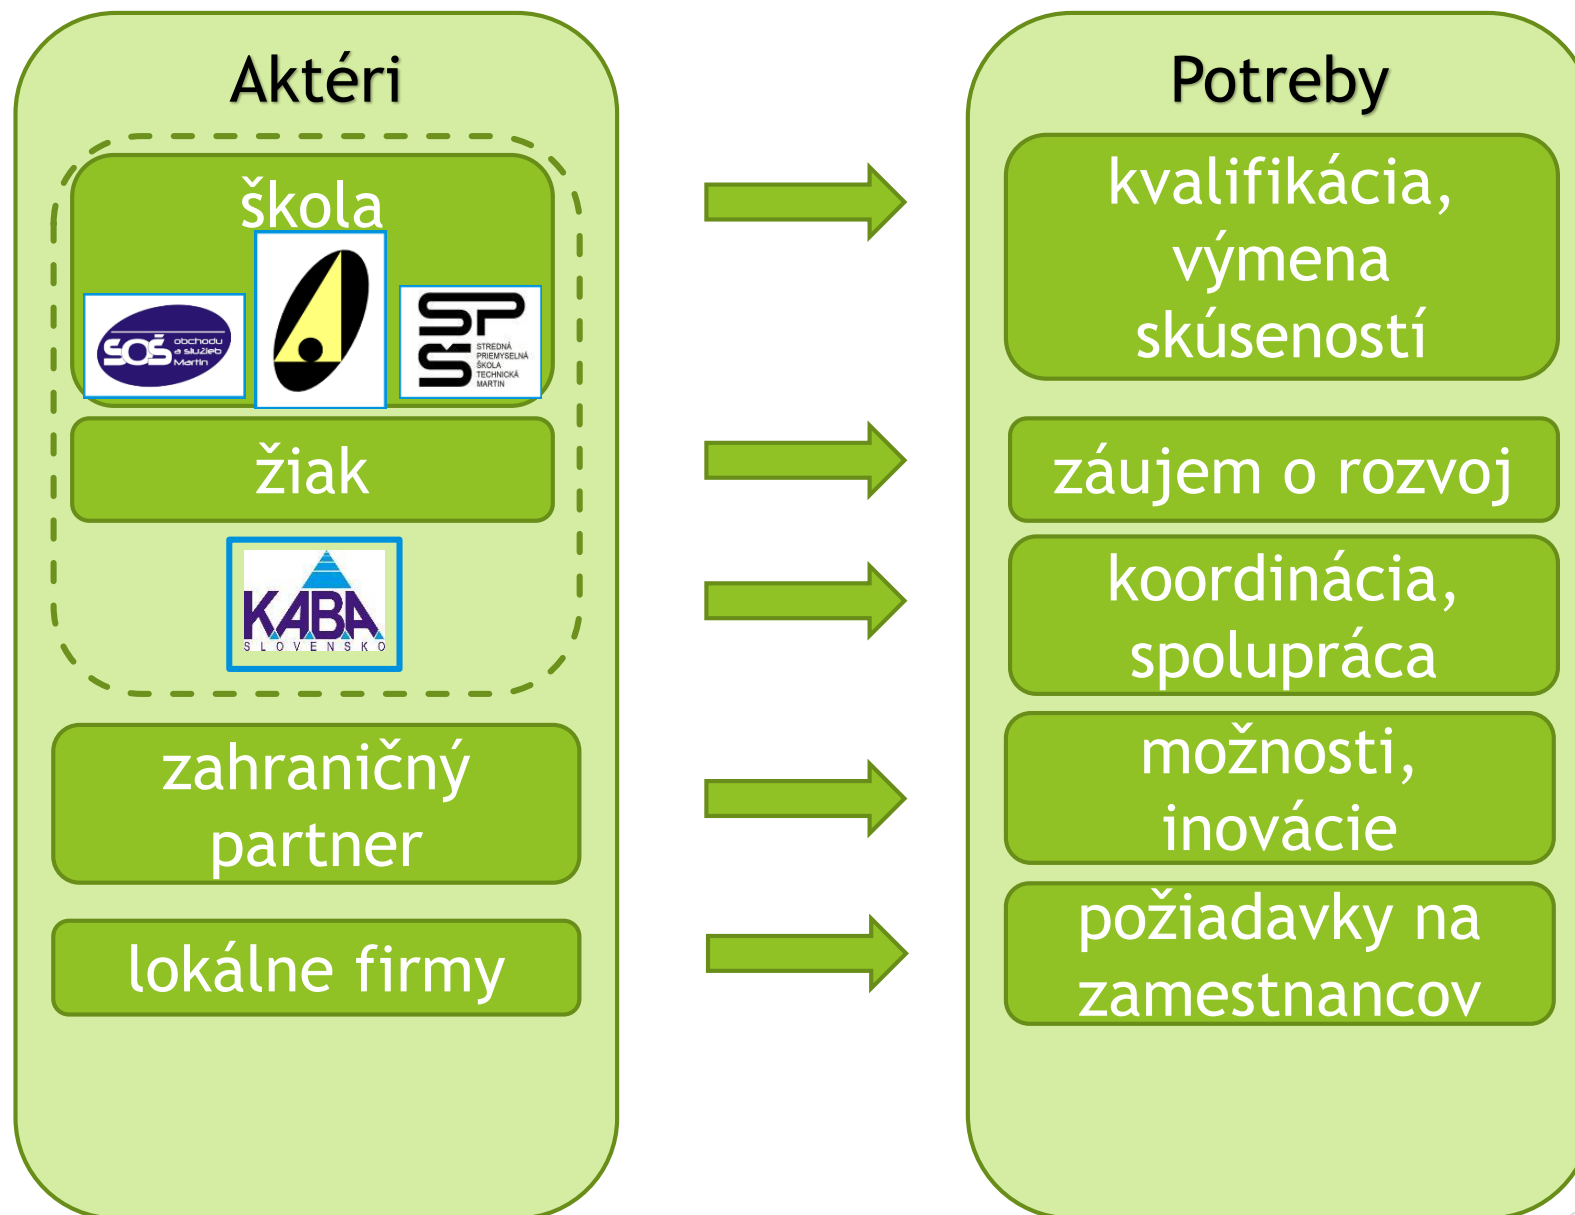 Aktéri
škola
SOŠ
obchodu
a služieb
Martin
SPŠ
STREDNÁ
PRIEMYSELNÁ
ŠKOLA
TECHNICKÁ
MARTIN
žiak
K.A.B.A.
SLOVENSKO
zahraničný
partner
lokálne firmy
Potreby
kvalifikácia,
výmena
skúseností
záujem o rozvoj
koordinácia,
spolupráca
možnosti,
inovácie
požiadavky na
zamestnancov